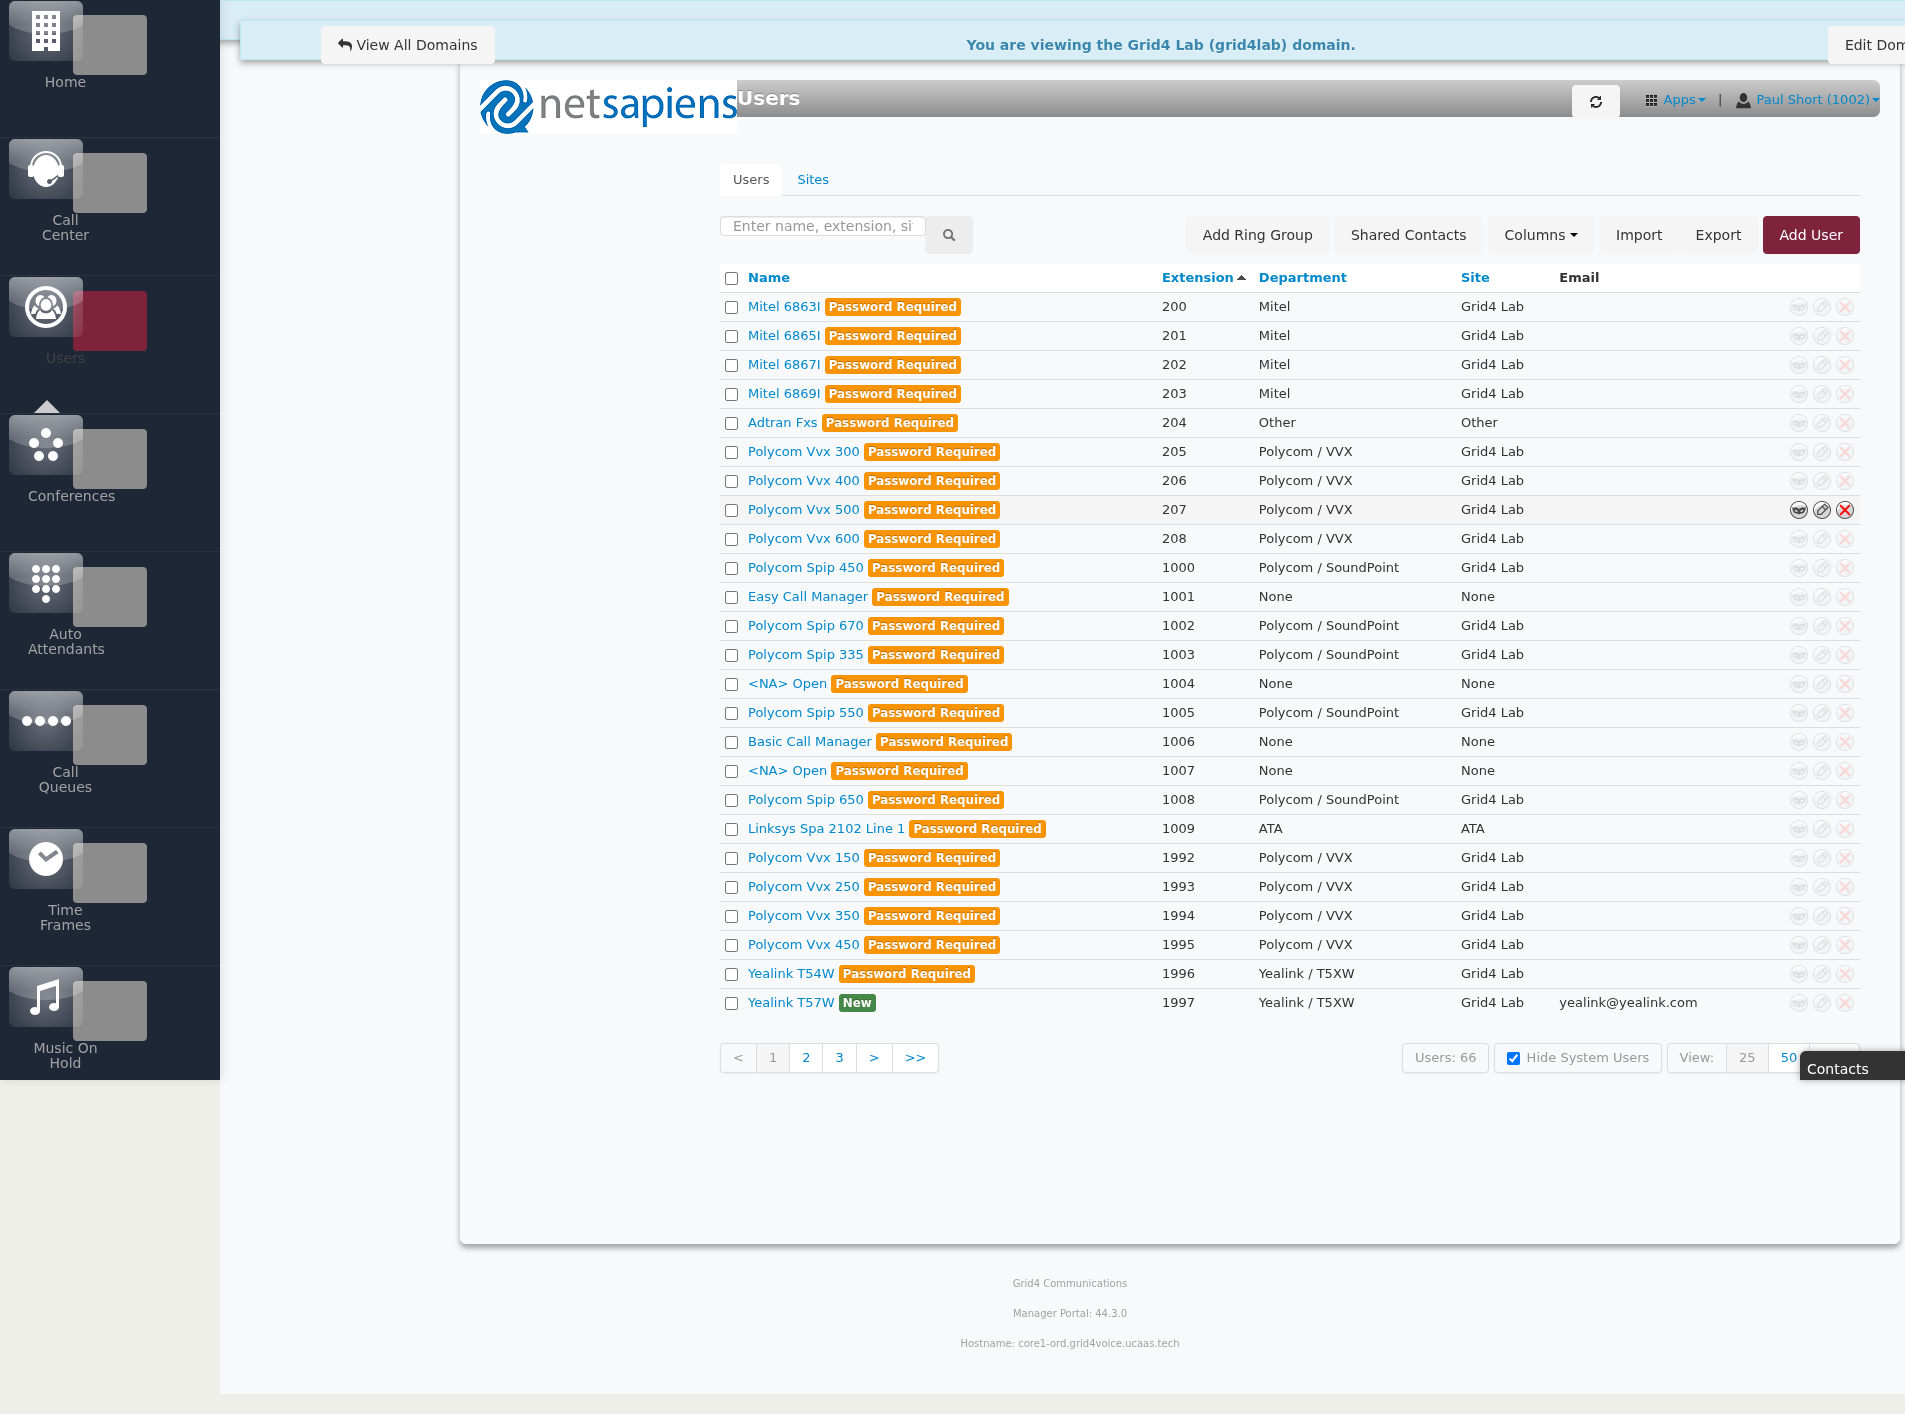 View All Domains
You are viewing the Grid4 Lab (grid4lab) domain.
Edit Dom
netsapiens
Users
Apps | Paul Short (1002)
Home
Call
Center
Users
Conferences
Auto
Attendants
Call
Queues
Time
Frames
Music On
Hold
Users Sites
Enter name, extension, si
Add Ring Group Shared Contacts Columns Import Export Add User
Name Extension Department Site Email
Mitel 6863I Password Required 200 Mitel Grid4 Lab
Mitel 6865I Password Required 201 Mitel Grid4 Lab
Mitel 6867I Password Required 202 Mitel Grid4 Lab
Mitel 6869I Password Required 203 Mitel Grid4 Lab
Adtran Fxs Password Required 204 Other Other
Polycom Vvx 300 Password Required 205 Polycom / VVX Grid4 Lab
Polycom Vvx 400 Password Required 206 Polycom / VVX Grid4 Lab
Polycom Vvx 500 Password Required 207 Polycom / VVX Grid4 Lab
Polycom Vvx 600 Password Required 208 Polycom / VVX Grid4 Lab
Polycom Spip 450 Password Required 1000 Polycom / SoundPoint Grid4 Lab
Easy Call Manager Password Required 1001 None None
Polycom Spip 670 Password Required 1002 Polycom / SoundPoint Grid4 Lab
Polycom Spip 335 Password Required 1003 Polycom / SoundPoint Grid4 Lab
<NA> Open Password Required 1004 None None
Polycom Spip 550 Password Required 1005 Polycom / SoundPoint Grid4 Lab
Basic Call Manager Password Required 1006 None None
<NA> Open Password Required 1007 None None
Polycom Spip 650 Password Required 1008 Polycom / SoundPoint Grid4 Lab
Linksys Spa 2102 Line 1 Password Required 1009 ATA ATA
Polycom Vvx 150 Password Required 1992 Polycom / VVX Grid4 Lab
Polycom Vvx 250 Password Required 1993 Polycom / VVX Grid4 Lab
Polycom Vvx 350 Password Required 1994 Polycom / VVX Grid4 Lab
Polycom Vvx 450 Password Required 1995 Polycom / VVX Grid4 Lab
Yealink T54W Password Required 1996 Yealink / T5XW Grid4 Lab
Yealink T57W New 1997 Yealink / T5XW Grid4 Lab yealink@yealink.com
< 1 2 3 > >> Users: 66 Hide System Users View: 25 50
Contacts
Grid4 Communications
Manager Portal: 44.3.0
Hostname: core1-ord.grid4voice.ucaas.tech